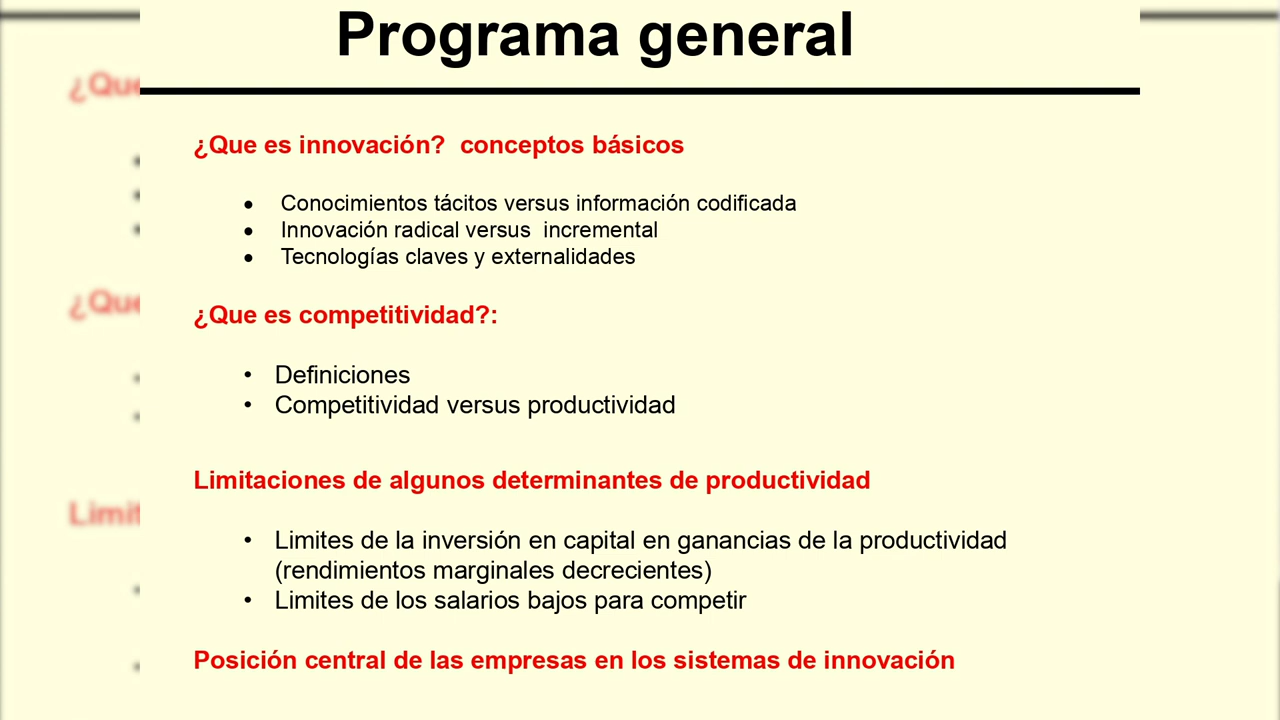 Programa general
¿Que es innovación?  conceptos básicos
• Conocimientos tácitos versus información codificada
• Innovación radical versus  incremental
• Tecnologías claves y externalidades
¿Que es competitividad?:
• Definiciones
• Competitividad versus productividad
Limitaciones de algunos determinantes de productividad
• Limites de la inversión en capital en ganancias de la productividad
(rendimientos marginales decrecientes)
• Limites de los salarios bajos para competir
Posición central de las empresas en los sistemas de innovación